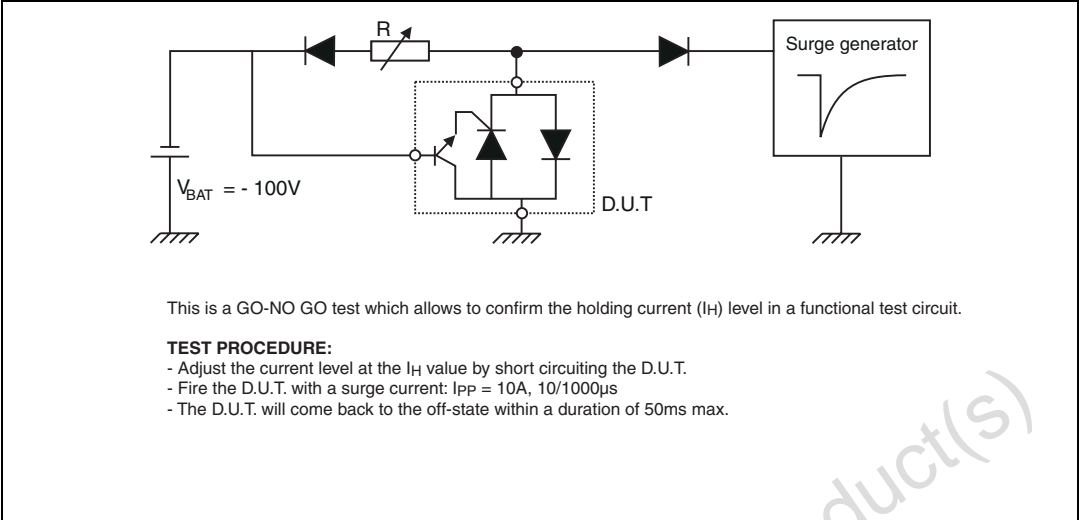 R
Surge generator
VBAT = - 100V
D.U.T
This is a GO-NO GO test which allows to confirm the holding current (IH) level in a functional test circuit.
TEST PROCEDURE:
- Adjust the current level at the IH value by short circuiting the D.U.T.
- Fire the D.U.T. with a surge current: IPP = 10A, 10/1000µs
- The D.U.T. will come back to the off-state within a duration of 50ms max.
duct(s)